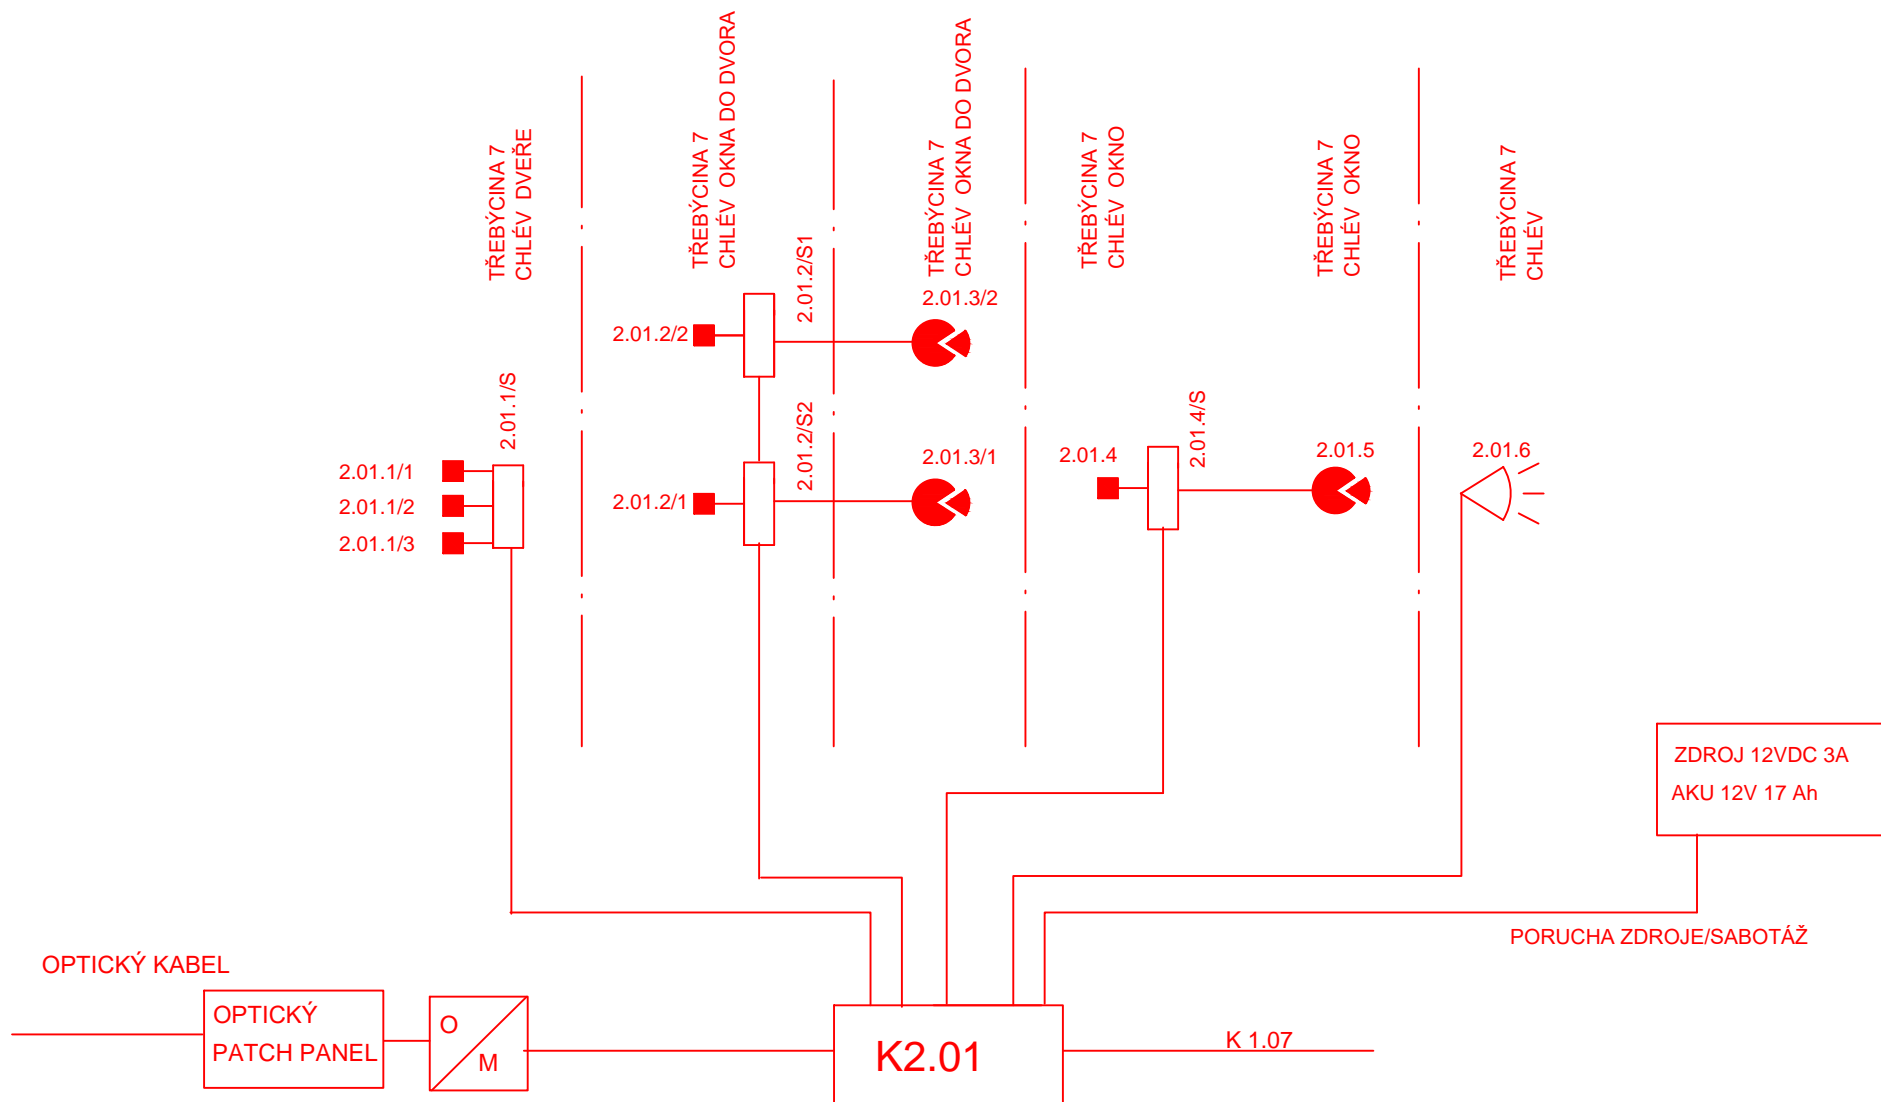 TŘEBÝCINA 7
CHLÉV  DVEŘE
TŘEBÝCINA 7
CHLÉV  OKNA DO DVORA
TŘEBÝCINA 7
CHLÉV  OKNA DO DVORA
TŘEBÝCINA 7
CHLÉV  OKNO
TŘEBÝCINA 7
CHLÉV  OKNO
TŘEBÝCINA 7
CHLÉV
2.01.2/S1
2.01.3/2
2.01.2/2
2.01.1/S
2.01.2/S2
2.01.4/S
2.01.1/1
2.01.1/2
2.01.1/3
2.01.2/1
2.01.3/1
2.01.4
2.01.5
2.01.6
ZDROJ 12VDC 3A
AKU 12V 17 Ah
PORUCHA ZDROJE/SABOTÁŽ
OPTICKÝ KABEL
OPTICKÝ
PATCH PANEL
O
M
K2.01
K 1.07